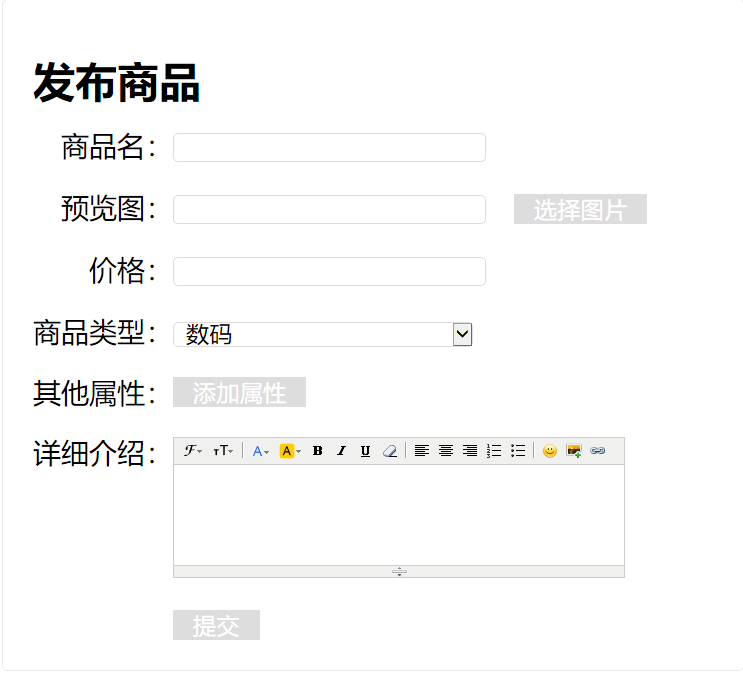 发布商品
商品名：
预览图： 选择图片
价格：
商品类型： 数码
其他属性： 添加属性
详细介绍： F TT A A B I U
提交